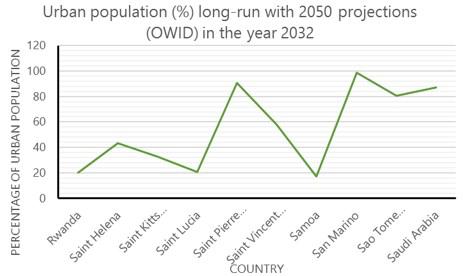 Urban population (%) long-run with 2050 projections
(OWID) in the year 2032
PERCENTAGE OF URBAN POPULATION
120
100
80
60
40
20
0
Rwanda
Saint Helena
Saint Kitts...
Saint Lucia
Saint Pierre...
Saint Vincent...
Samoa
San Marino
Sao Tome...
Saudi Arabia
COUNTRY